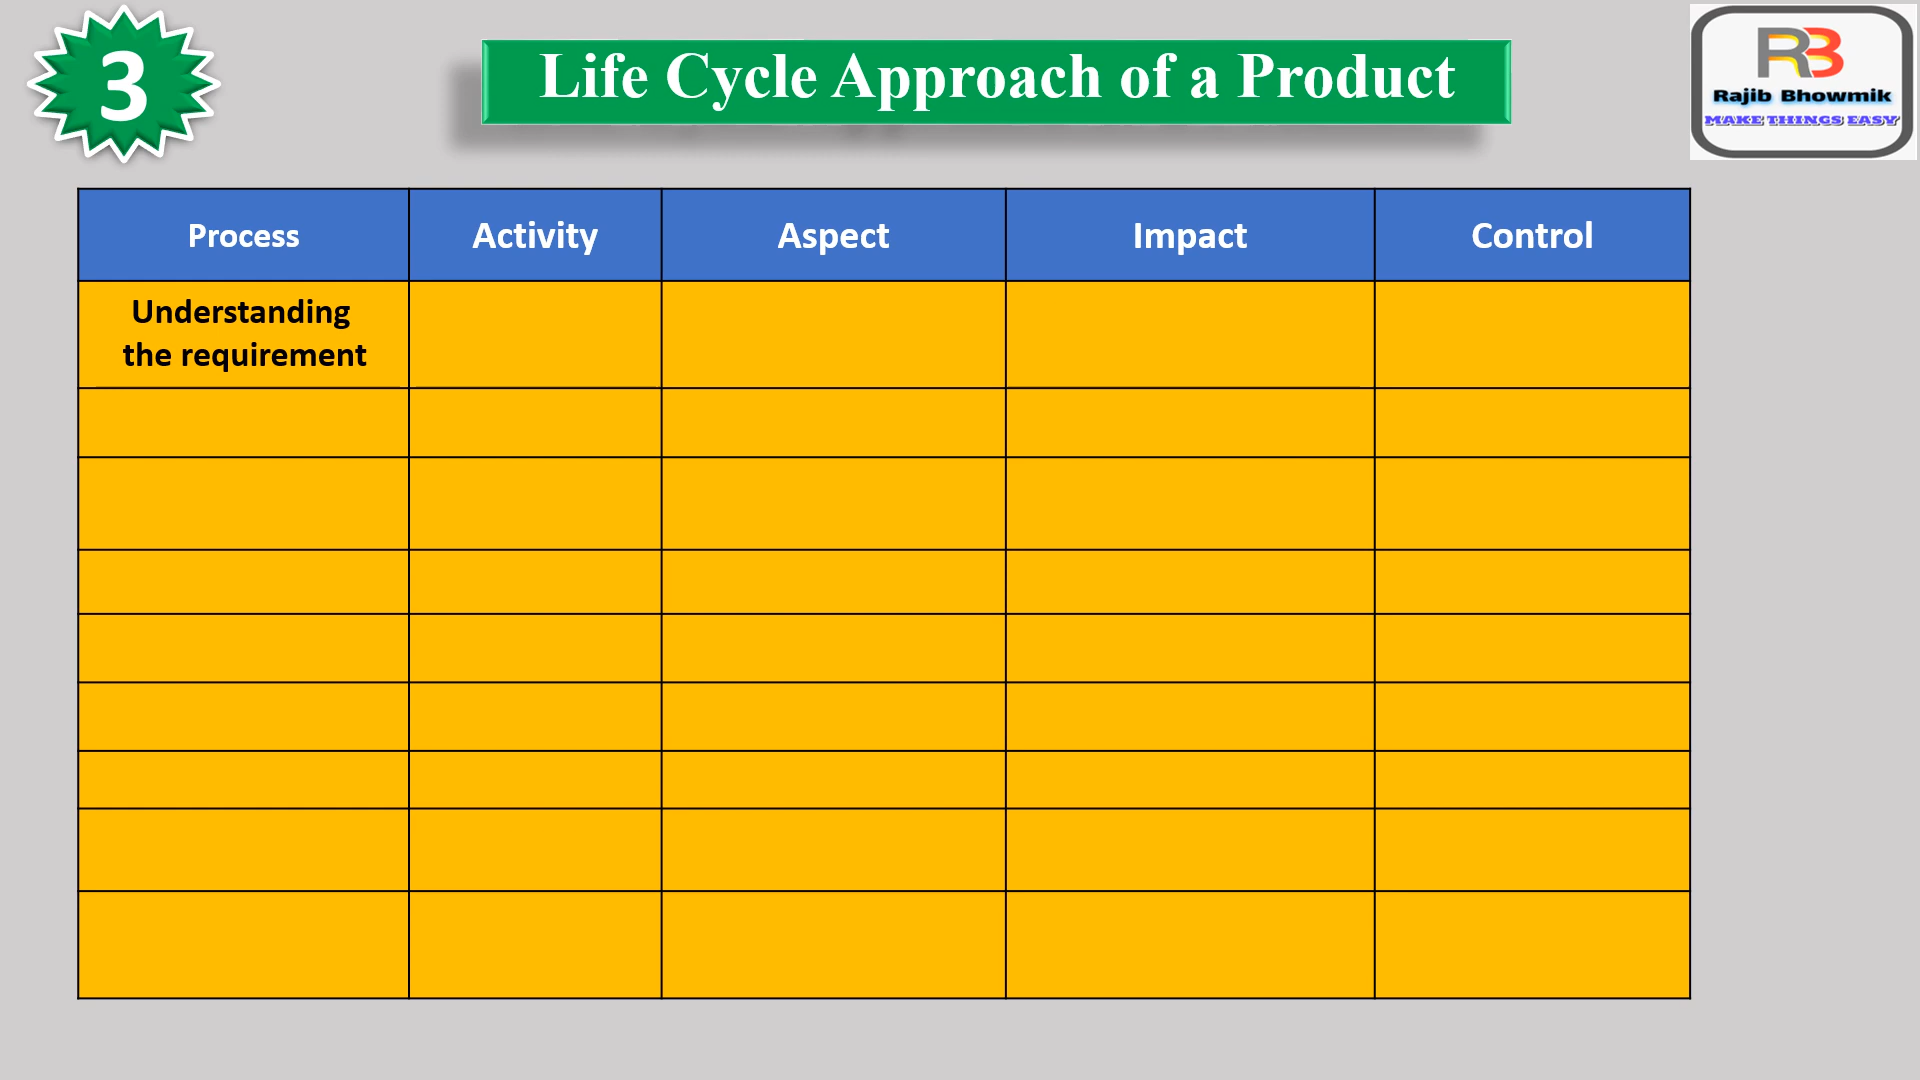 3
Life Cycle Approach of a Product
RB
Rajib Bhowmik
MAKE THINGS EASY
Process Activity Aspect Impact Control
Understanding
the requirement